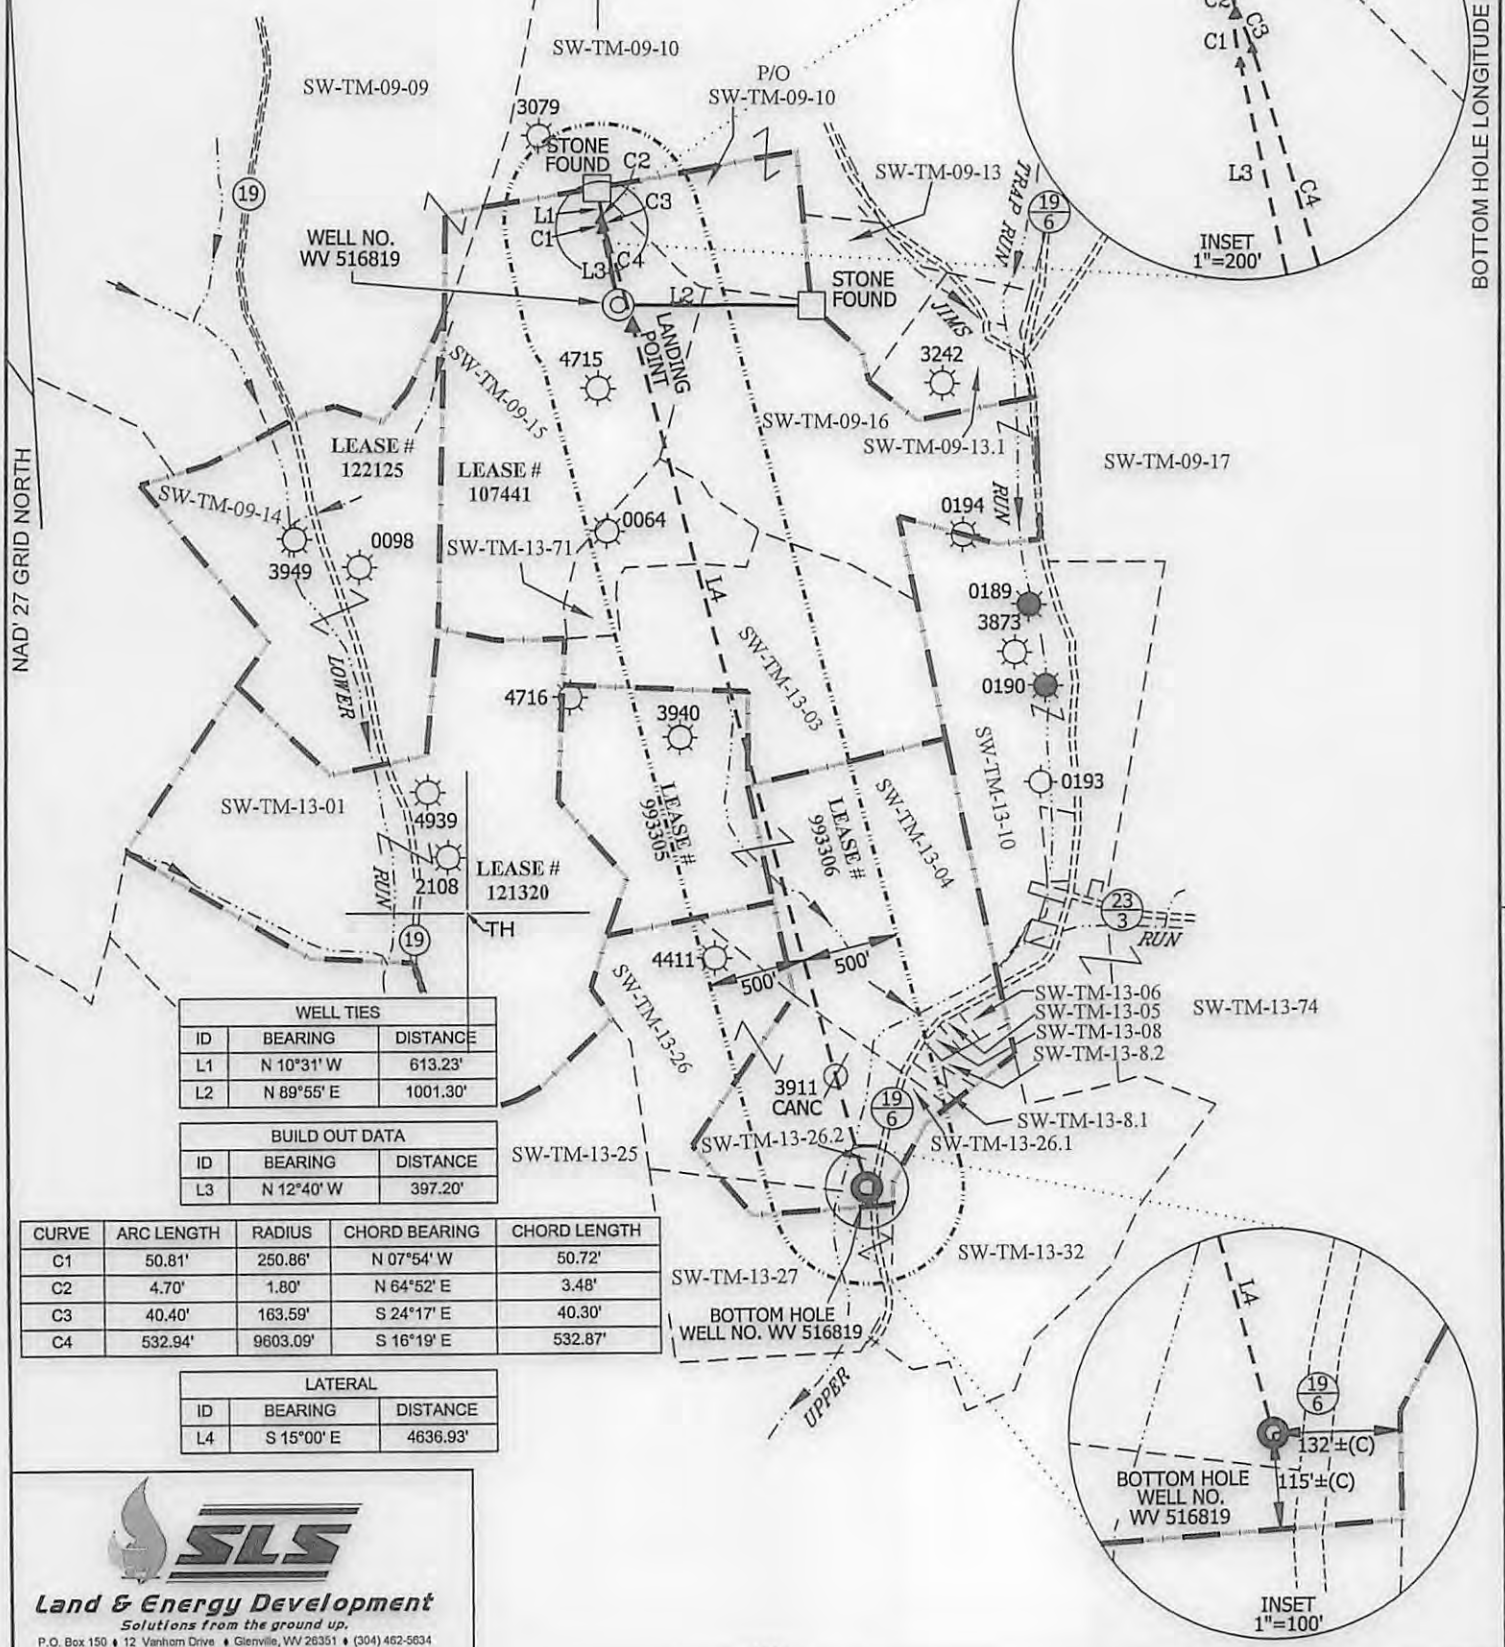 BOTTOM HOLE LONGITUDE
NAD' 27 GRID NORTH
SW-TM-09-10
SW-TM-09-09
P/O
SW-TM-09-10
3079
STONE
FOUND
C2
C3
L1
C1
C4
L3
19
WELL NO.
WV 516819
SW-TM-09-13
TRAP RUN
19
6
C2
C3
C1
L3
C4
INSET
1"=200'
STONE
FOUND
L2
LANDING
POINT
JIMS
RUN
4715
3242
SW-TM-09-15
SW-TM-09-16
SW-TM-09-13.1
SW-TM-09-17
LEASE #
122125
LEASE #
107441
SW-TM-09-14
3949
0098
0064
SW-TM-13-71
0194
0189
3873
0190
L4
SW-TM-13-03
LOWER
RUN
4716
3940
SW-TM-13-10
0193
SW-TM-13-01
4939
2108
LEASE #
121320
TH
19
LEASE #
993305
LEASE #
993306
SW-TM-13-04
23
3
RUN
4411
500'
500'
SW-TM-13-26
SW-TM-13-06
SW-TM-13-05
SW-TM-13-08
SW-TM-13-8.2
SW-TM-13-74
3911
CANC
19
6
SW-TM-13-8.1
SW-TM-13-26.2
SW-TM-13-26.1
SW-TM-13-25
SW-TM-13-32
SW-TM-13-27
BOTTOM HOLE
WELL NO. WV 516819
UPPER
WELL TIES
ID BEARING DISTANCE
L1 N 10°31' W 613.23'
L2 N 89°55' E 1001.30'
BUILD OUT DATA
ID BEARING DISTANCE
L3 N 12°40' W 397.20'
CURVE ARC LENGTH RADIUS CHORD BEARING CHORD LENGTH
C1 50.81' 250.86' N 07°54' W 50.72'
C2 4.70' 1.80' N 64°52' E 3.48'
C3 40.40' 163.59' S 24°17' E 40.30'
C4 532.94' 9603.09' S 16°19' E 532.87'
LATERAL
ID BEARING DISTANCE
L4 S 15°00' E 4636.93'
L4
19
6
132'±(C)
115'±(C)
BOTTOM HOLE
WELL NO.
WV 516819
INSET
1"=100'
SLS
Land & Energy Development
Solutions from the ground up.
P.O. Box 150 ♦ 12 Vanhorn Drive ♦ Glenville, WV 26351 ♦ (304) 462-5634